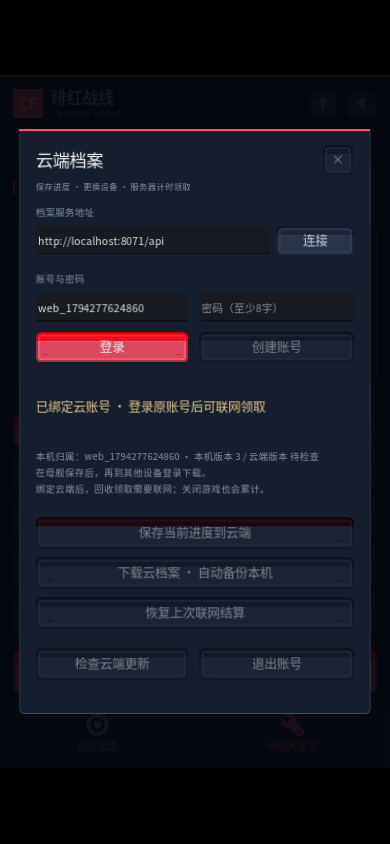 CF 绯红战线
?
云端档案
×
保存进度 · 更换设备 · 服务器计时领取
档案服务地址
http://localhost:8071/api 连接
账号与密码
web_1794277624860 密码（至少8字）
登录 创建账号
已绑定云账号 · 登录原账号后可联网领取
本机归属：web_1794277624860 · 本机版本 3 / 云端版本 待检查
在母舰保存后，再到其他设备登录下载。
绑定云端后，回收领取需要联网；关闭游戏也会累计。
保存当前进度到云端
下载云档案 · 自动备份本机
恢复上次联网结算
检查云端更新 退出账号